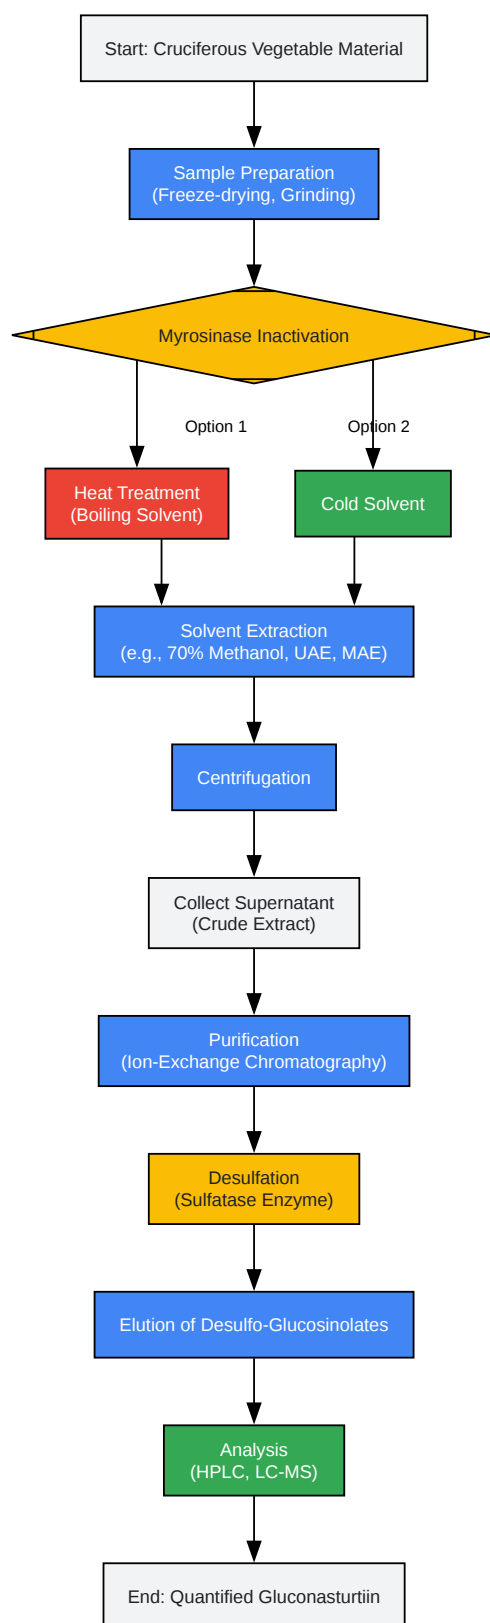 Start: Cruciferous Vegetable Material
Sample Preparation
(Freeze-drying, Grinding)
Myrosinase Inactivation
Option 1
Option 2
Heat Treatment
(Boiling Solvent)
Cold Solvent
Solvent Extraction
(e.g., 70% Methanol, UAE, MAE)
Centrifugation
Collect Supernatant
(Crude Extract)
Purification
(Ion-Exchange Chromatography)
Desulfation
(Sulfatase Enzyme)
Elution of Desulfo-Glucosinolates
Analysis
(HPLC, LC-MS)
End: Quantified Gluconasturtiin